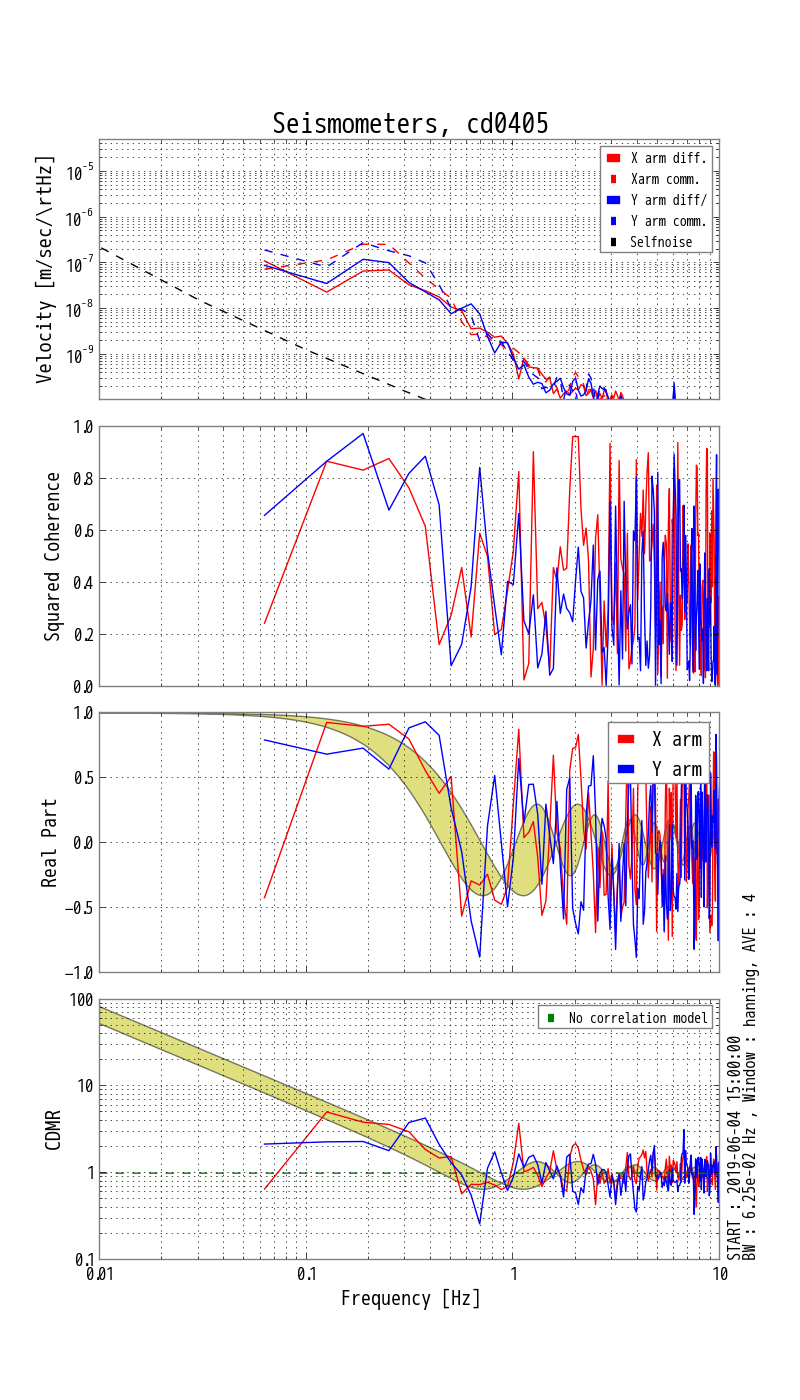 Seismometers, cd0405
Velocity [m/sec/\rtHz]
10^-5
10^-6
10^-7
10^-8
10^-9
X arm diff.
Xarm comm.
Y arm diff/
Y arm comm.
Selfnoise
Squared Coherence
1.0
0.8
0.6
0.4
0.2
0.0
Real Part
1.0
0.5
0.0
−0.5
−1.0
X arm
Y arm
CDMR
100
10
1
0.1
No correlation model
0.01
0.1
1
10
Frequency [Hz]
START : 2019-06-04 15:00:00
BW : 6.25e-02 Hz , Window : hanning, AVE : 4